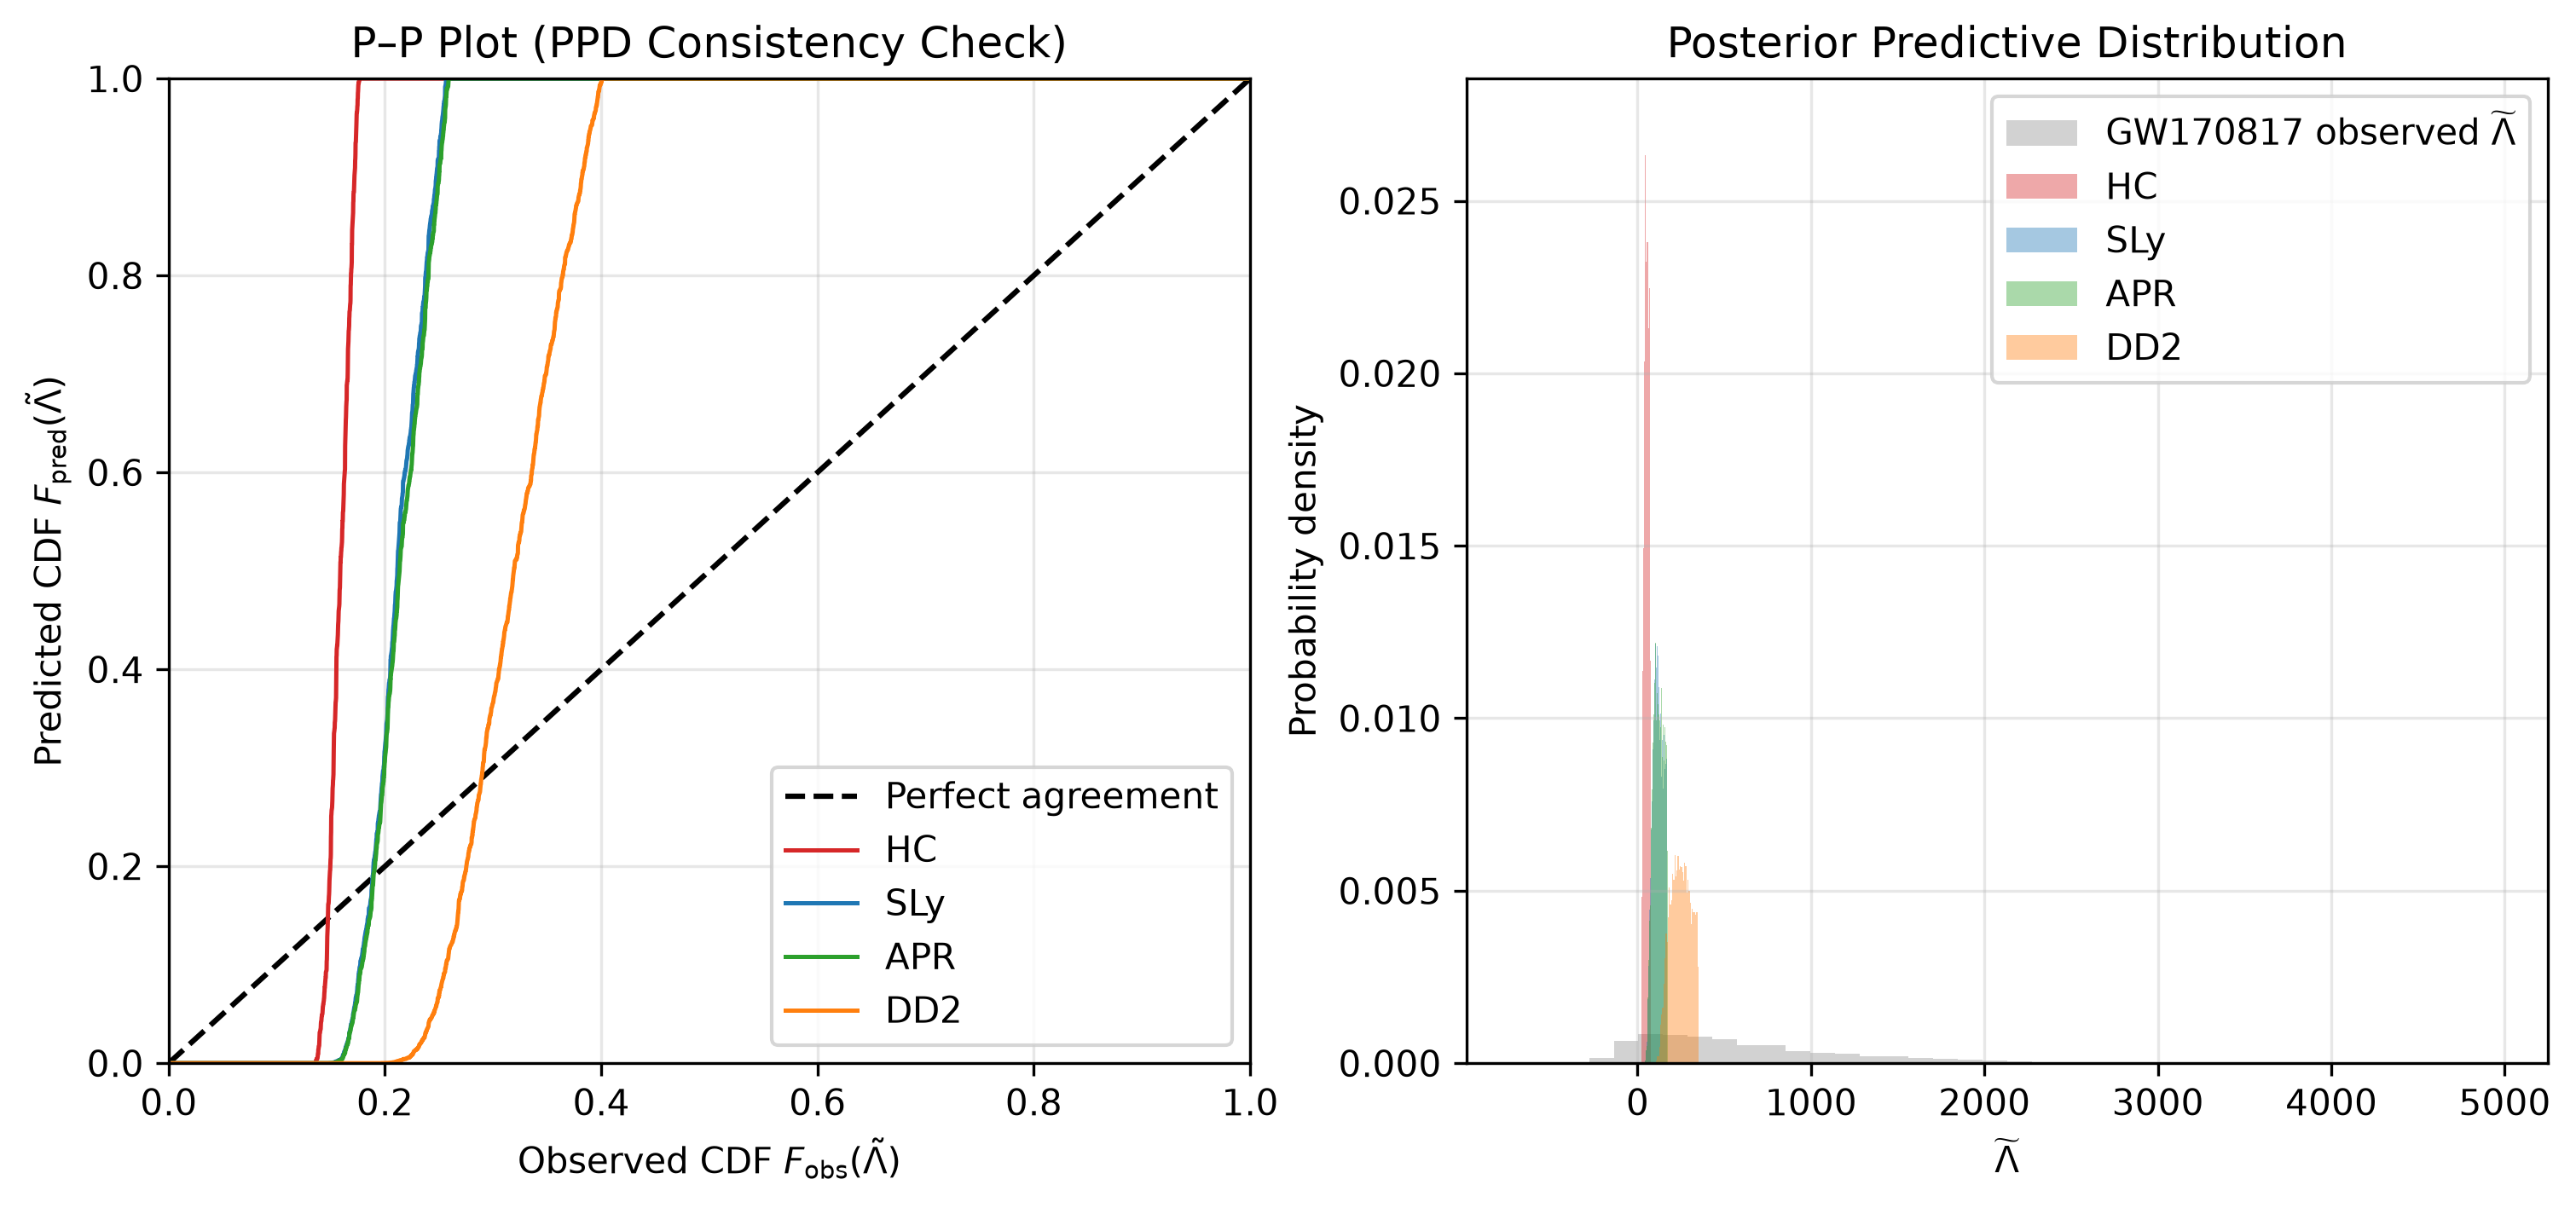 P–P Plot (PPD Consistency Check)
1.0
0.8
0.6
0.4
0.2
0.0
Predicted CDF F_pred(Λ̃)
Perfect agreement
HC
SLy
APR
DD2
0.0 0.2 0.4 0.6 0.8 1.0
Observed CDF F_obs(Λ̃)
Posterior Predictive Distribution
GW170817 observed Λ̃
HC
SLy
APR
DD2
0.025
0.020
0.015
0.010
0.005
0.000
Probability density
0 1000 2000 3000 4000 5000
Λ̃